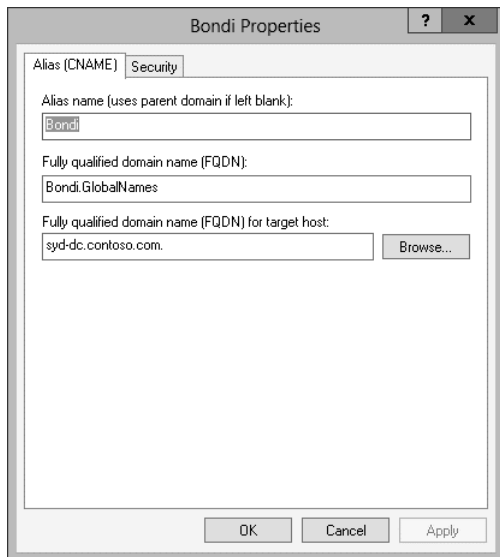 Bondi Properties
? x
Alias (CNAME) Security
Alias name (uses parent domain if left blank):
Bondi
Fully qualified domain name (FQDN):
Bondi.GlobalNames
Fully qualified domain name (FQDN) for target host:
syd-dc.contoso.com.
Browse...
OK Cancel Apply